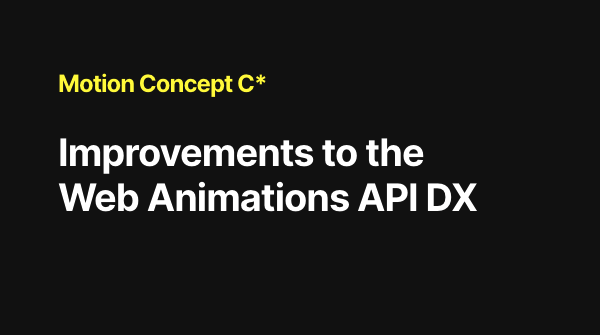 Motion Concept C*
Improvements to the
Web Animations API DX